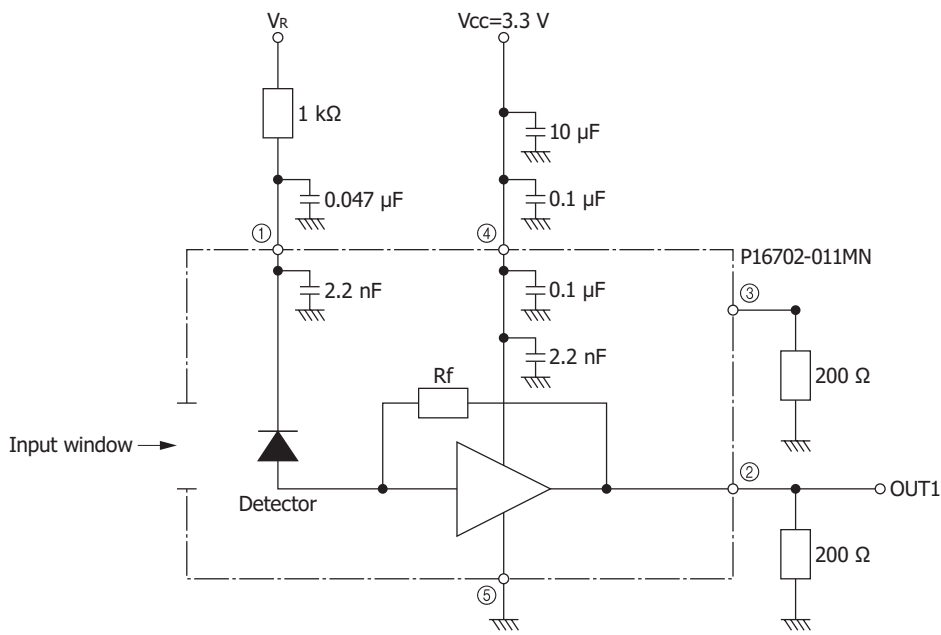 VR
Vcc=3.3 V
1 kΩ
10 µF
0.047 µF
0.1 µF
①
④
P16702-011MN
2.2 nF
0.1 µF
③
2.2 nF
Rf
200 Ω
Input window
②
OUT1
Detector
200 Ω
⑤